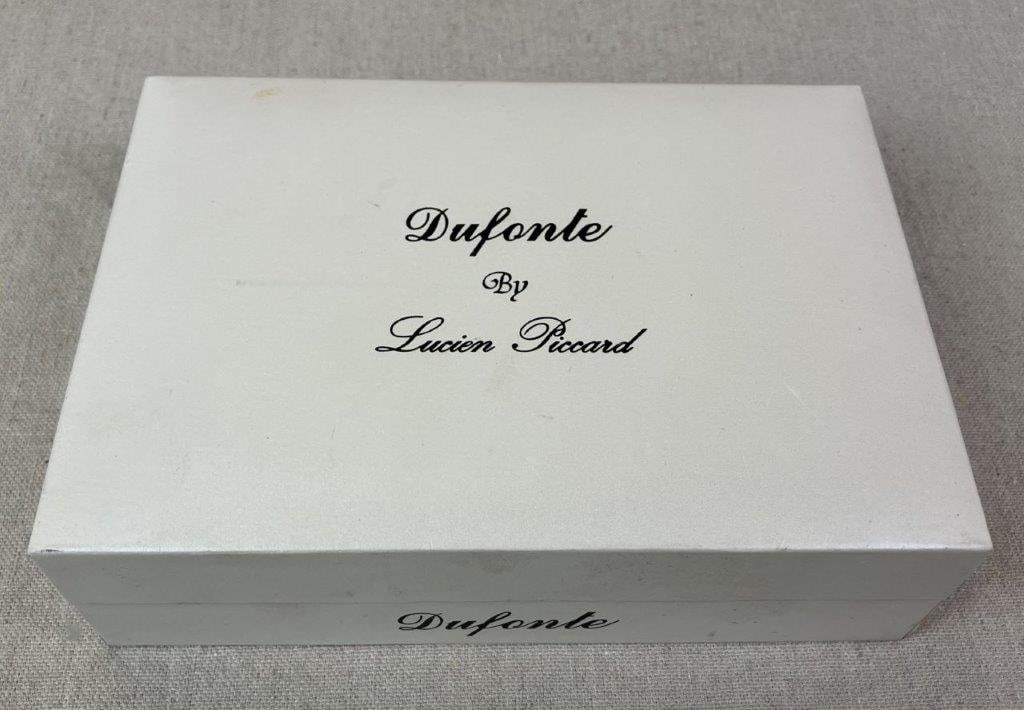 Dufonte
By
Lucien Piccard
Dufonte